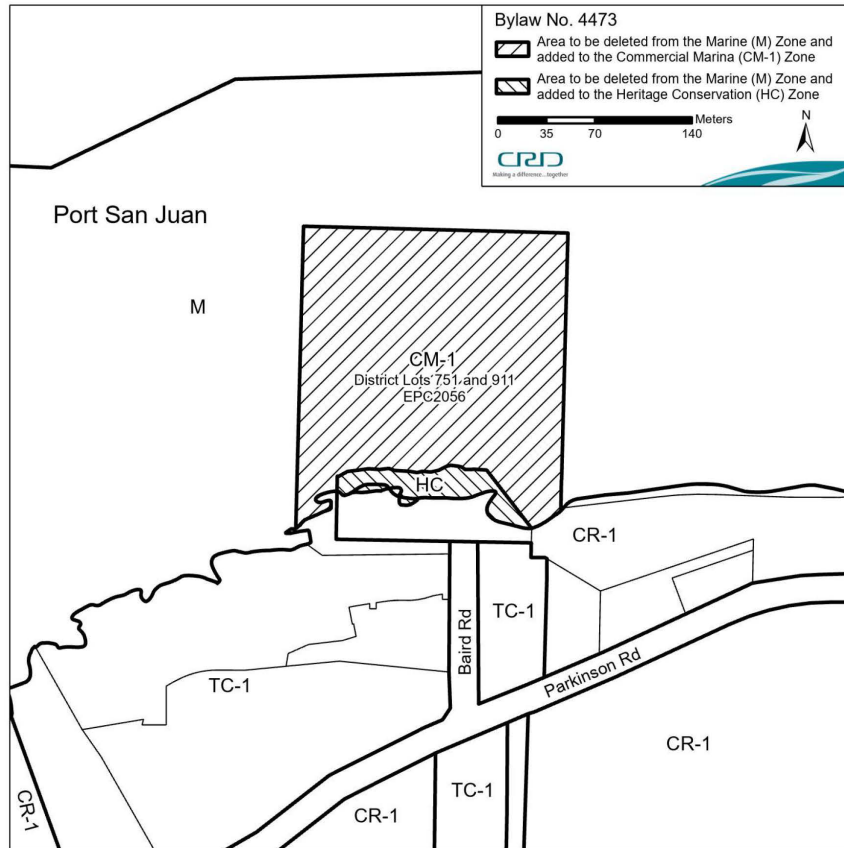 Bylaw No. 4473
Area to be deleted from the Marine (M) Zone and
added to the Commercial Marina (CM-1) Zone
Area to be deleted from the Marine (M) Zone and
added to the Heritage Conservation (HC) Zone
Meters
0 35 70 140
N
CRD
Making a difference...together
Port San Juan
M
CM-1
District Lots 751 and 911
EPC2056
HC
CR-1
TC-1
Baird Rd
TC-1
Parkinson Rd
CR-1
TC-1
CR-1
CR-1